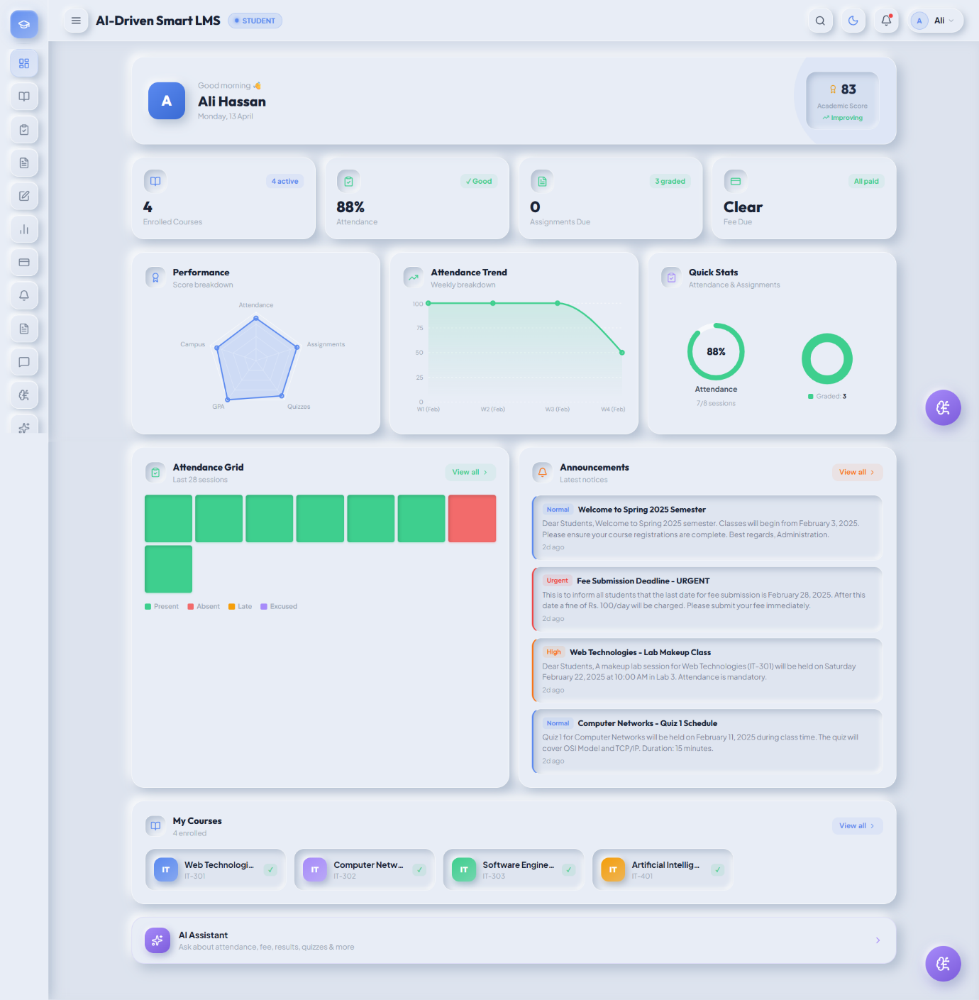 AI-Driven Smart LMS
STUDENT
A
Ali
Good morning
A
Ali Hassan
Monday, 13 April
83
Academic Score
Improving
4 active
4
Enrolled Courses
✓ Good
88%
Attendance
3 graded
0
Assignments Due
All paid
Clear
Fee Due
Performance
Score breakdown
Attendance
Campus
Assignments
GPA
Quizzes
Attendance Trend
Weekly breakdown
100
75
50
25
0
W1 (Feb)
W2 (Feb)
W3 (Feb)
W4 (Feb)
Quick Stats
Attendance & Assignments
88%
Attendance
7/8 sessions
Graded: 3
Attendance Grid
Last 28 sessions
View all
Present
Absent
Late
Excused
Announcements
Latest notices
View all
Normal
Welcome to Spring 2025 Semester
Dear Students, Welcome to Spring 2025 semester. Classes will begin from February 3, 2025.
Please ensure your course registrations are complete. Best regards, Administration.
2d ago
Urgent
Fee Submission Deadline - URGENT
This is to inform all students that the last date for fee submission is February 28, 2025. After this
date a fine of Rs. 100/day will be charged. Please submit your fee immediately.
2d ago
High
Web Technologies - Lab Makeup Class
Dear Students, A makeup lab session for Web Technologies (IT-301) will be held on Saturday
February 22, 2025 at 10:00 AM in Lab 3. Attendance is mandatory.
2d ago
Normal
Computer Networks - Quiz 1 Schedule
Quiz 1 for Computer Networks will be held on February 11, 2025 during class time. The quiz will
cover OSI Model and TCP/IP. Duration: 15 minutes.
2d ago
My Courses
4 enrolled
View all
IT
Web Technologi...
IT-301
✓
IT
Computer Netw...
IT-302
✓
IT
Software Engine...
IT-303
✓
IT
Artificial Intellig...
IT-401
✓
AI Assistant
Ask about attendance, fee, results, quizzes & more